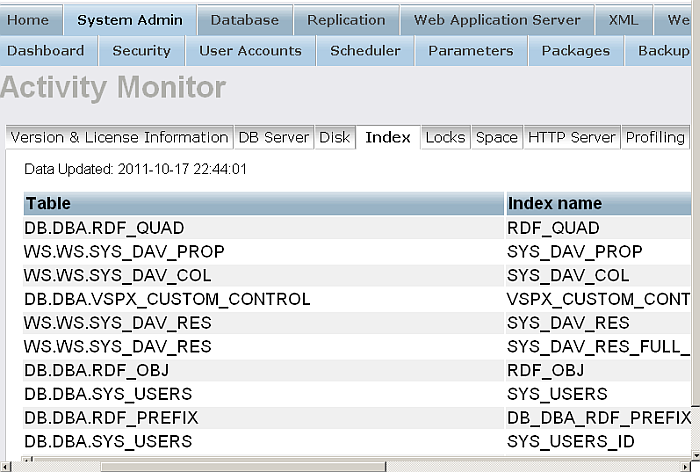 Home System Admin Database Replication Web Application Server XML We
Dashboard Security User Accounts Scheduler Parameters Packages Backup
Activity Monitor
Version & License Information DB Server Disk Index Locks Space HTTP Server Profiling
Data Updated: 2011-10-17 22:44:01
Table Index name
DB.DBA.RDF_QUAD RDF_QUAD
WS.WS.SYS_DAV_PROP SYS_DAV_PROP
WS.WS.SYS_DAV_COL SYS_DAV_COL
DB.DBA.VSPX_CUSTOM_CONTROL VSPX_CUSTOM_CONT
WS.WS.SYS_DAV_RES SYS_DAV_RES
WS.WS.SYS_DAV_RES SYS_DAV_RES_FULL_
DB.DBA.RDF_OBJ RDF_OBJ
DB.DBA.SYS_USERS SYS_USERS
DB.DBA.RDF_PREFIX DB_DBA_RDF_PREFIX
DB.DBA.SYS_USERS SYS_USERS_ID